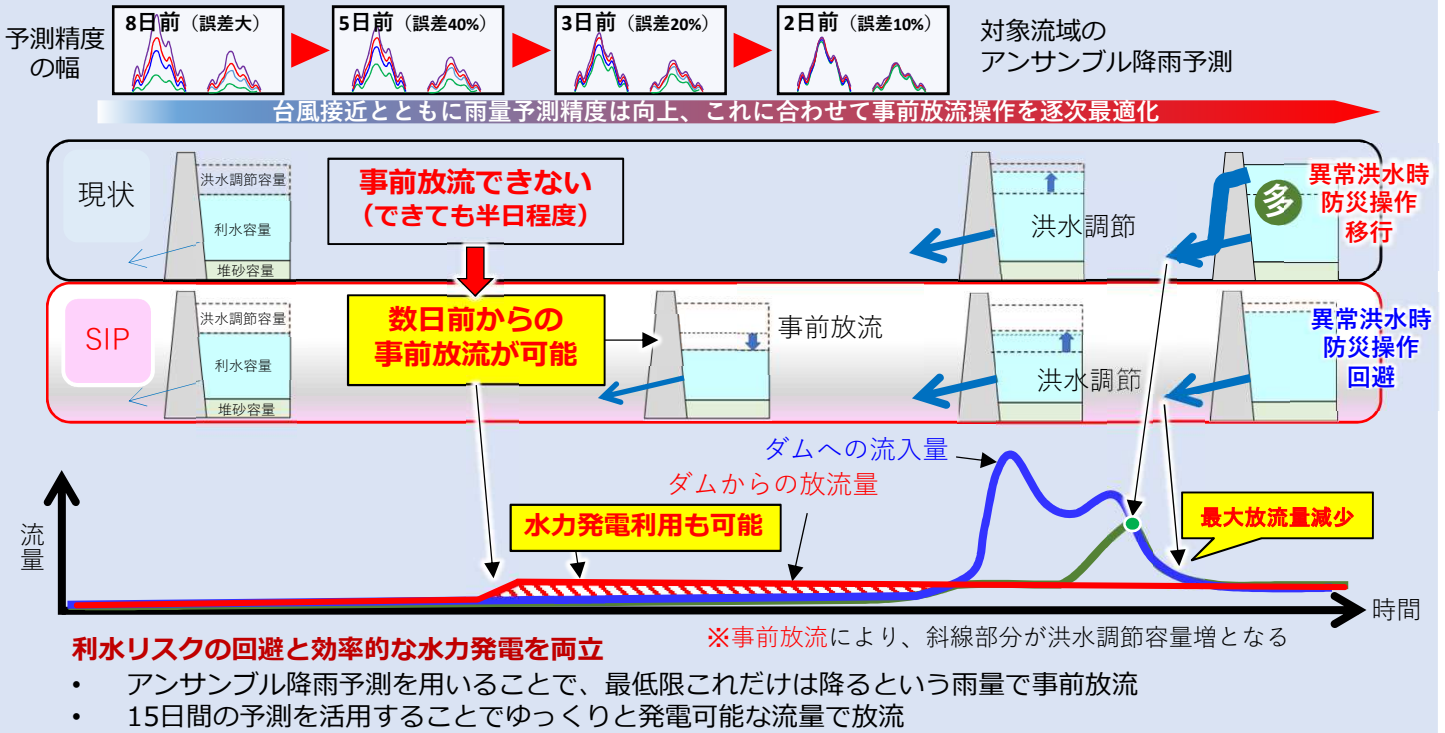 予測精度
の幅
8日前（誤差大）
5日前（誤差40%）
3日前（誤差20%）
2日前（誤差10%）
対象流域の
アンサンブル降雨予測
台風接近とともに雨量予測精度は向上、これに合わせて事前放流操作を逐次最適化
現状
洪水調節容量
利水容量
堆砂容量
事前放流できない
（できても半日程度）
洪水調節
多
異常洪水時
防災操作
移行
SIP
洪水調節容量
利水容量
堆砂容量
数日前からの
事前放流が可能
事前放流
洪水調節
異常洪水時
防災操作
回避
ダムへの流入量
ダムからの放流量
水力発電利用も可能
最大放流量減少
流量
時間
※事前放流により、斜線部分が洪水調節容量増となる
利水リスクの回避と効率的な水力発電を両立
• アンサンブル降雨予測を用いることで、最低限これだけは降るという雨量で事前放流
• 15日間の予測を活用することでゆっくりと発電可能な流量で放流